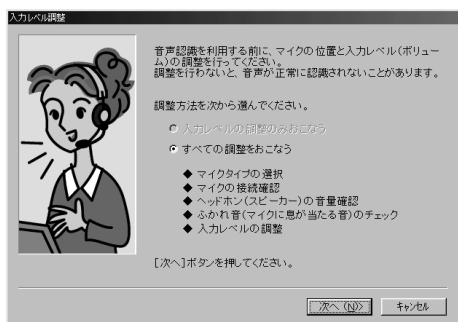 入力レベル調整
音声認識を利用する前に、マイクの位置と入力レベル(ボリュー
ム)の調整を行ってください。
調整を行わないと、音声が正常に認識されないことがあります。
調整方法を次から選んでください。
入力レベルの調整のみおこなう
すべての調整をおこなう
◆ マイクタイプの選択
◆ マイクの接続確認
◆ ヘッドホン(スピーカー)の音量確認
◆ ふかれ音(マイクに息が当たる音)のチェック
◆ 入力レベルの調整
[次へ]ボタンを押してください。
次へ(N)>
キャンセル